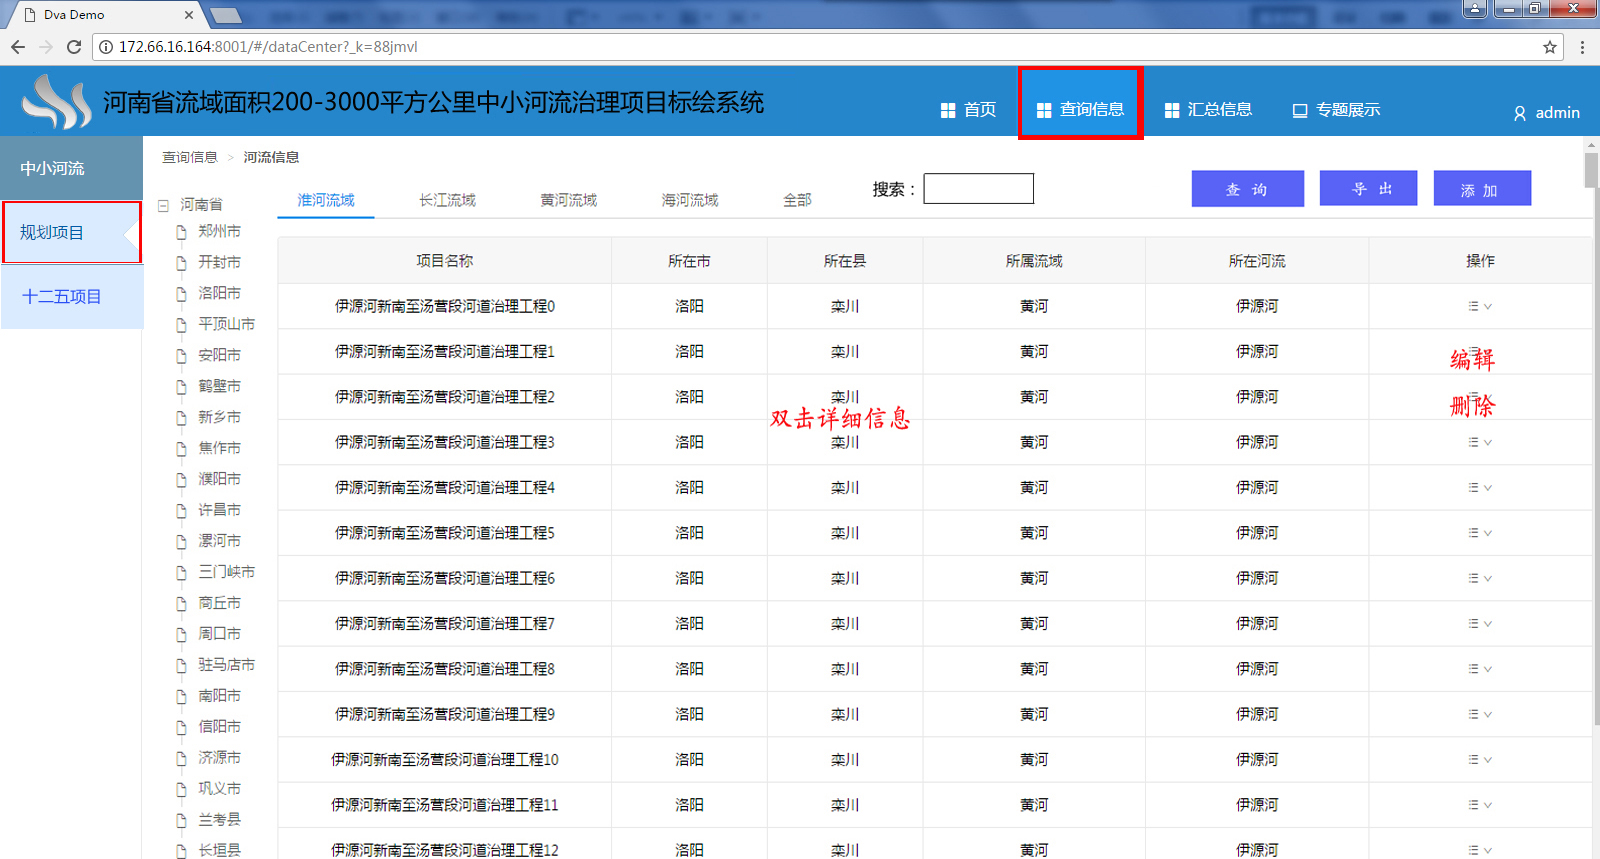 Dva Demo
172.66.16.164:8001/#/dataCenter?_k=88jmvl
河南省流域面积200-3000平方公里中小河流治理项目标绘系统
首页 查询信息 汇总信息 专题展示 admin
中小河流
规划项目
十二五项目
查询信息 > 河流信息
河南省
郑州市
开封市
洛阳市
平顶山市
安阳市
鹤壁市
新乡市
焦作市
濮阳市
许昌市
漯河市
三门峡市
商丘市
周口市
驻马店市
南阳市
信阳市
济源市
巩义市
兰考县
长垣县
淮河流域 长江流域 黄河流域 海河流域 全部 搜索： 查 询 导 出 添 加
项目名称 所在市 所在县 所属流域 所在河流 操作
伊源河新南至汤营段河道治理工程0 洛阳 栾川 黄河 伊源河
伊源河新南至汤营段河道治理工程1 洛阳 栾川 黄河 伊源河
编辑
伊源河新南至汤营段河道治理工程2 洛阳 栾川 黄河 伊源河
删除
双击详细信息
伊源河新南至汤营段河道治理工程3 洛阳 栾川 黄河 伊源河
伊源河新南至汤营段河道治理工程4 洛阳 栾川 黄河 伊源河
伊源河新南至汤营段河道治理工程5 洛阳 栾川 黄河 伊源河
伊源河新南至汤营段河道治理工程6 洛阳 栾川 黄河 伊源河
伊源河新南至汤营段河道治理工程7 洛阳 栾川 黄河 伊源河
伊源河新南至汤营段河道治理工程8 洛阳 栾川 黄河 伊源河
伊源河新南至汤营段河道治理工程9 洛阳 栾川 黄河 伊源河
伊源河新南至汤营段河道治理工程10 洛阳 栾川 黄河 伊源河
伊源河新南至汤营段河道治理工程11 洛阳 栾川 黄河 伊源河
伊源河新南至汤营段河道治理工程12 洛阳 栾川 黄河 伊源河